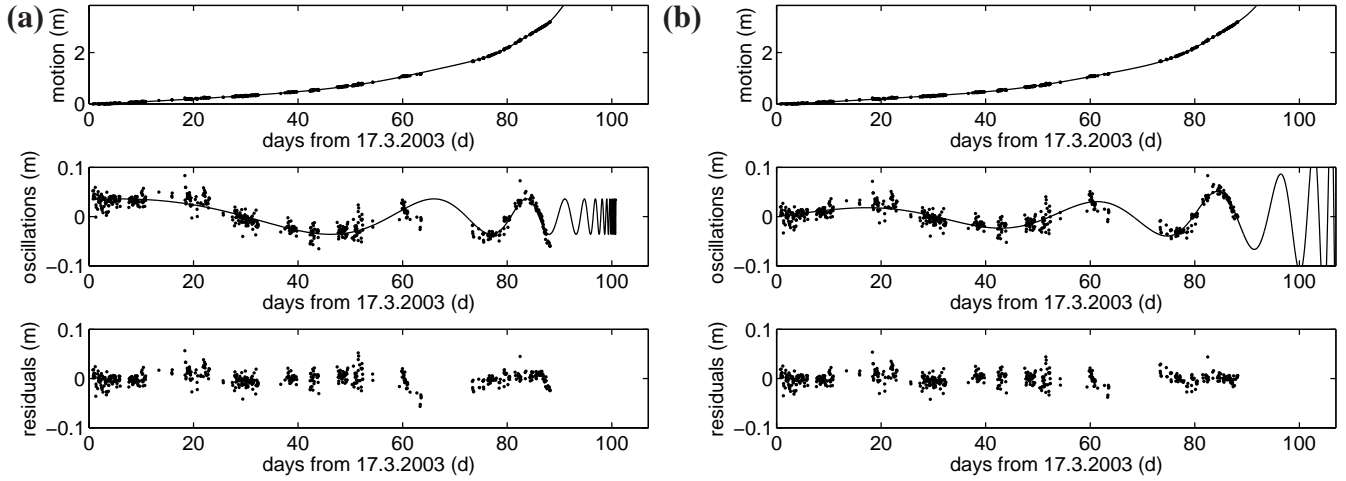 (a)
motion (m)
2
0
0 20 40 60 80 100
days from 17.3.2003 (d)
oscillations (m)
0.1
0
−0.1
0 20 40 60 80 100
days from 17.3.2003 (d)
residuals (m)
0.1
0
−0.1
0 20 40 60 80 100
days from 17.3.2003 (d)
(b)
motion (m)
2
0
0 20 40 60 80 100
days from 17.3.2003 (d)
oscillations (m)
0.1
0
−0.1
0 20 40 60 80 100
days from 17.3.2003 (d)
residuals (m)
0.1
0
−0.1
0 20 40 60 80 100
days from 17.3.2003 (d)